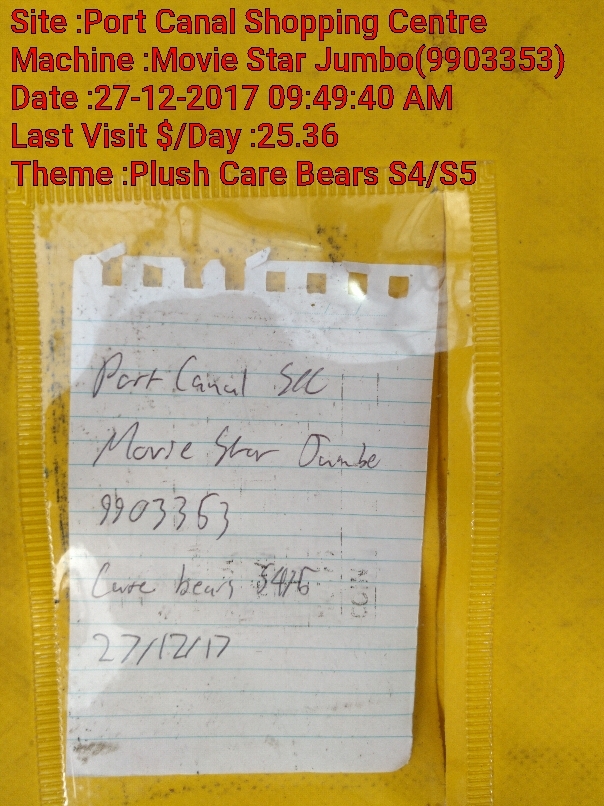 Site :Port Canal Shopping Centre
Machine :Movie Star Jumbo(9903353)
Date :27-12-2017 09:49:40 AM
Last Visit $/Day :25.36
Theme :Plush Care Bears S4/S5
Port Canal SCC
Movie Star Jumbo
9903353
Care bears S4/5
27/12/17
COIN